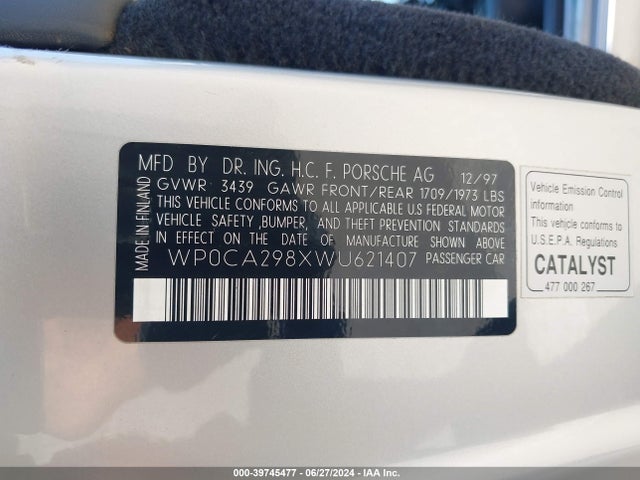 MADE IN FINLAND
MFD BY DR. ING. H.C. F. PORSCHE AG 12/97
GVWR 3439 GAWR FRONT/REAR 1709/1973 LBS
THIS VEHICLE CONFORMS TO ALL APPLICABLE U.S FEDERAL MOTOR
VEHICLE SAFETY ,BUMPER, AND THEFT PREVENTION STANDARDS
IN EFFECT ON THE DATE OF MANUFACTURE SHOWN ABOVE.
WP0CA298XWU621407 PASSENGER CAR
Vehicle Emission Control
information
This vehicle conforms to
U.S.E.P.A. Regulations
CATALYST
477 000 267
000-39745477 - 06/27/2024 - IAA Inc.